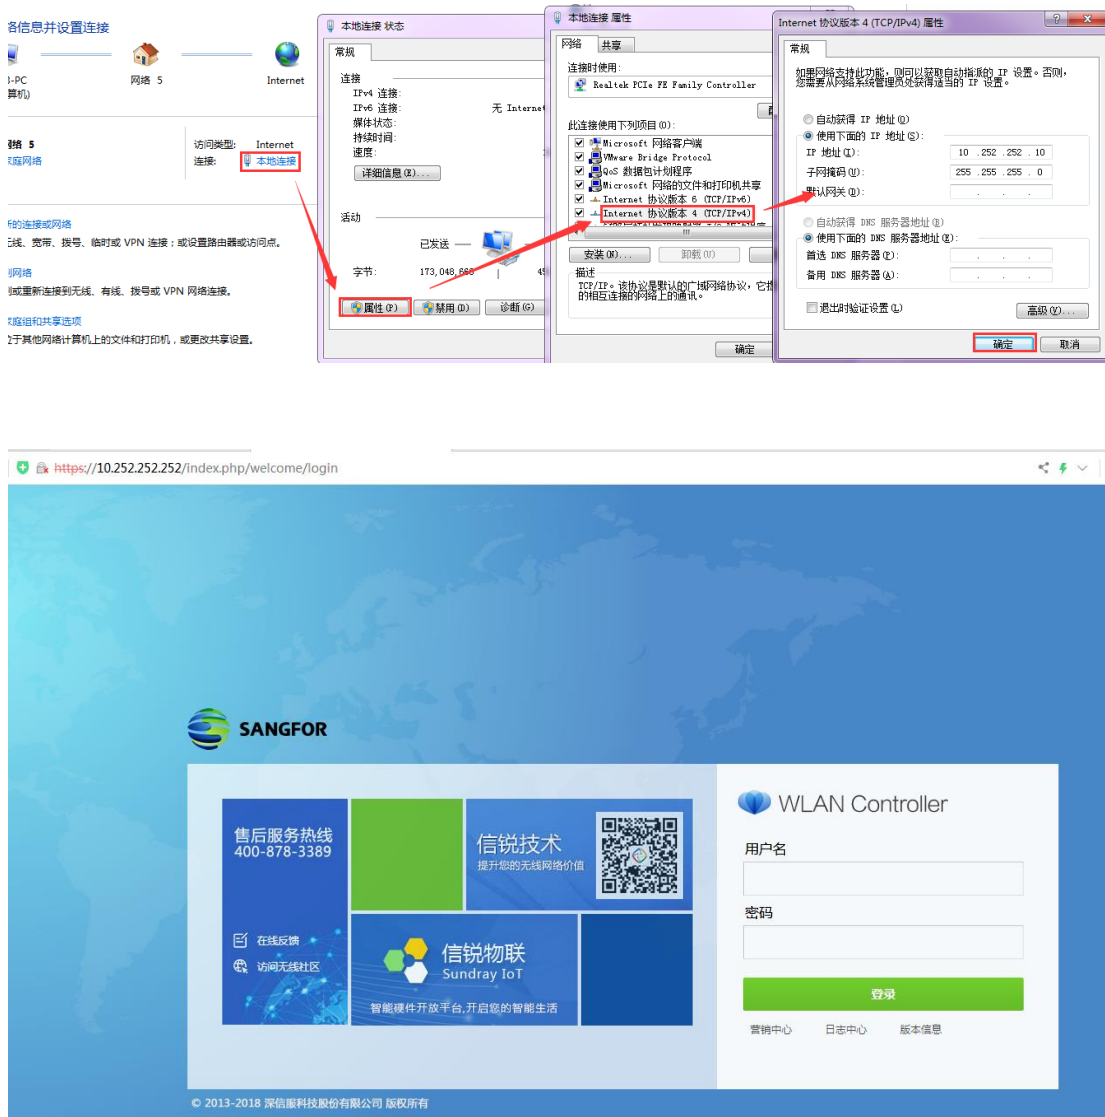 络信息并设置连接
-PC
算机)
网络 5
Internet
网络 5
家庭网络
访问类型:
Internet
连接:
本地连接
新的连接或网络
无线、宽带、拨号、临时或 VPN 连接；或设置路由器或访问点。
到网络
或重新连接到无线、有线、拨号或 VPN 网络连接。
家庭组和共享选项
位于其他网络计算机上的文件和打印机，或更改共享设置。
本地连接 状态
常规
连接
IPv4 连接:
IPv6 连接:
无 Internet
媒体状态:
持续时间:
速度:
详细信息(E)...
活动
已发送
字节:
173,048,668
属性(P)
禁用(D)
诊断(G)
本地连接 属性
网络
共享
连接时使用:
Realtek PCIe FE Family Controller
此连接使用下列项目(O):
Microsoft 网络客户端
VMware Bridge Protocol
QoS 数据包计划程序
Microsoft 网络的文件和打印机共享
Internet 协议版本 6 (TCP/IPv6)
Internet 协议版本 4 (TCP/IPv4)
安装(N)...
卸载(U)
描述
TCP/IP。该协议是默认的广域网络协议，它提
的相互连接的网络上的通讯。
确定
Internet 协议版本 4 (TCP/IPv4) 属性
常规
如果网络支持此功能，则可以获取自动指派的 IP 设置。否则，
您需要从网络系统管理员处获得适当的 IP 设置。
自动获得 IP 地址(O)
使用下面的 IP 地址(S):
IP 地址(I):
10 .252 .252 . 10
子网掩码(U):
255 .255 .255 . 0
默认网关(D):
自动获得 DNS 服务器地址(B)
使用下面的 DNS 服务器地址(E):
首选 DNS 服务器(P):
备用 DNS 服务器(A):
退出时验证设置(L)
高级(V)...
确定
取消
https://10.252.252.252/index.php/welcome/login
SANGFOR
售后服务热线
400-878-3389
在线反馈
访问无线社区
信锐技术
提升您的无线网络价值
信锐物联
Sundray IoT
智能硬件开放平台,开启您的智能生活
WLAN Controller
用户名
密码
登录
营销中心
日志中心
版本信息
© 2013-2018 深信服科技股份有限公司 版权所有